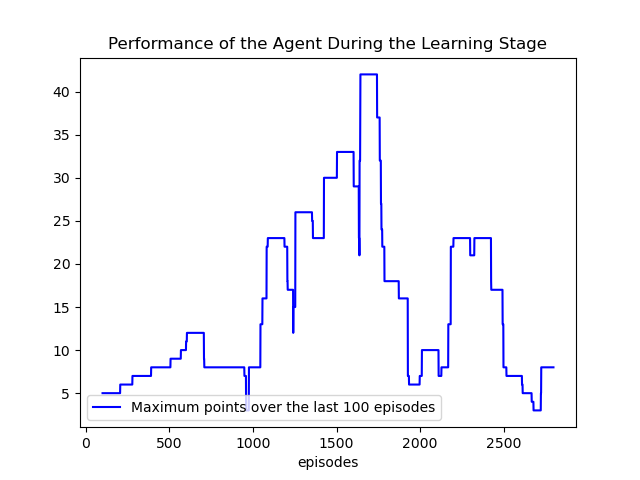 Performance of the Agent During the Learning Stage
40
35
30
25
20
15
10
5
Maximum points over the last 100 episodes
0 500 1000 1500 2000 2500
episodes